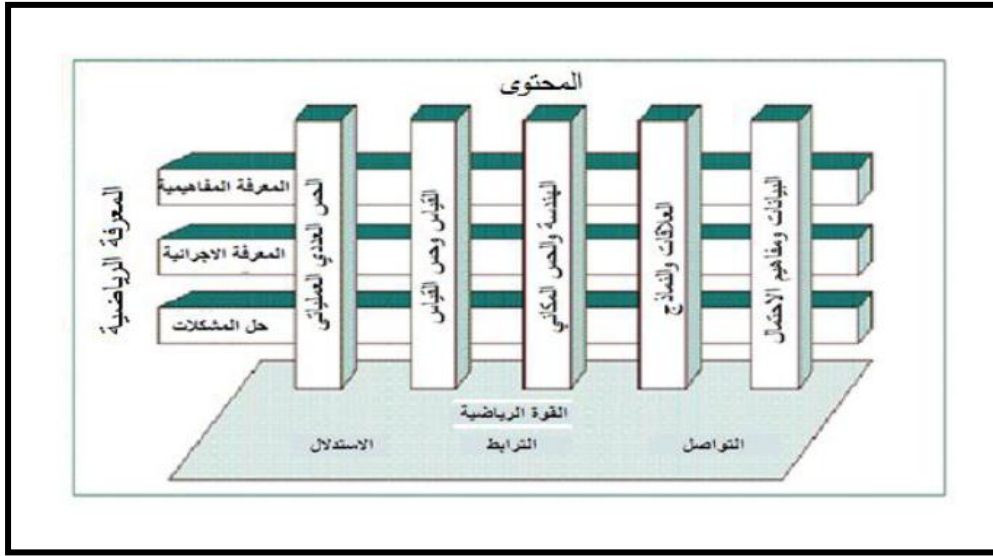 المحتوى
المعرفة الرياضية
المعرفة المفاهيمية
المعرفة الاجرائية
حل المشكلات
الحس العددي العملياتى
القياس وحس القياس
الهندسة والحس المكاني
العلاقات والنماذج
البيانات ومفاهيم الاحتمال
القوة الرياضية
الاستدلال
الترابط
التواصل